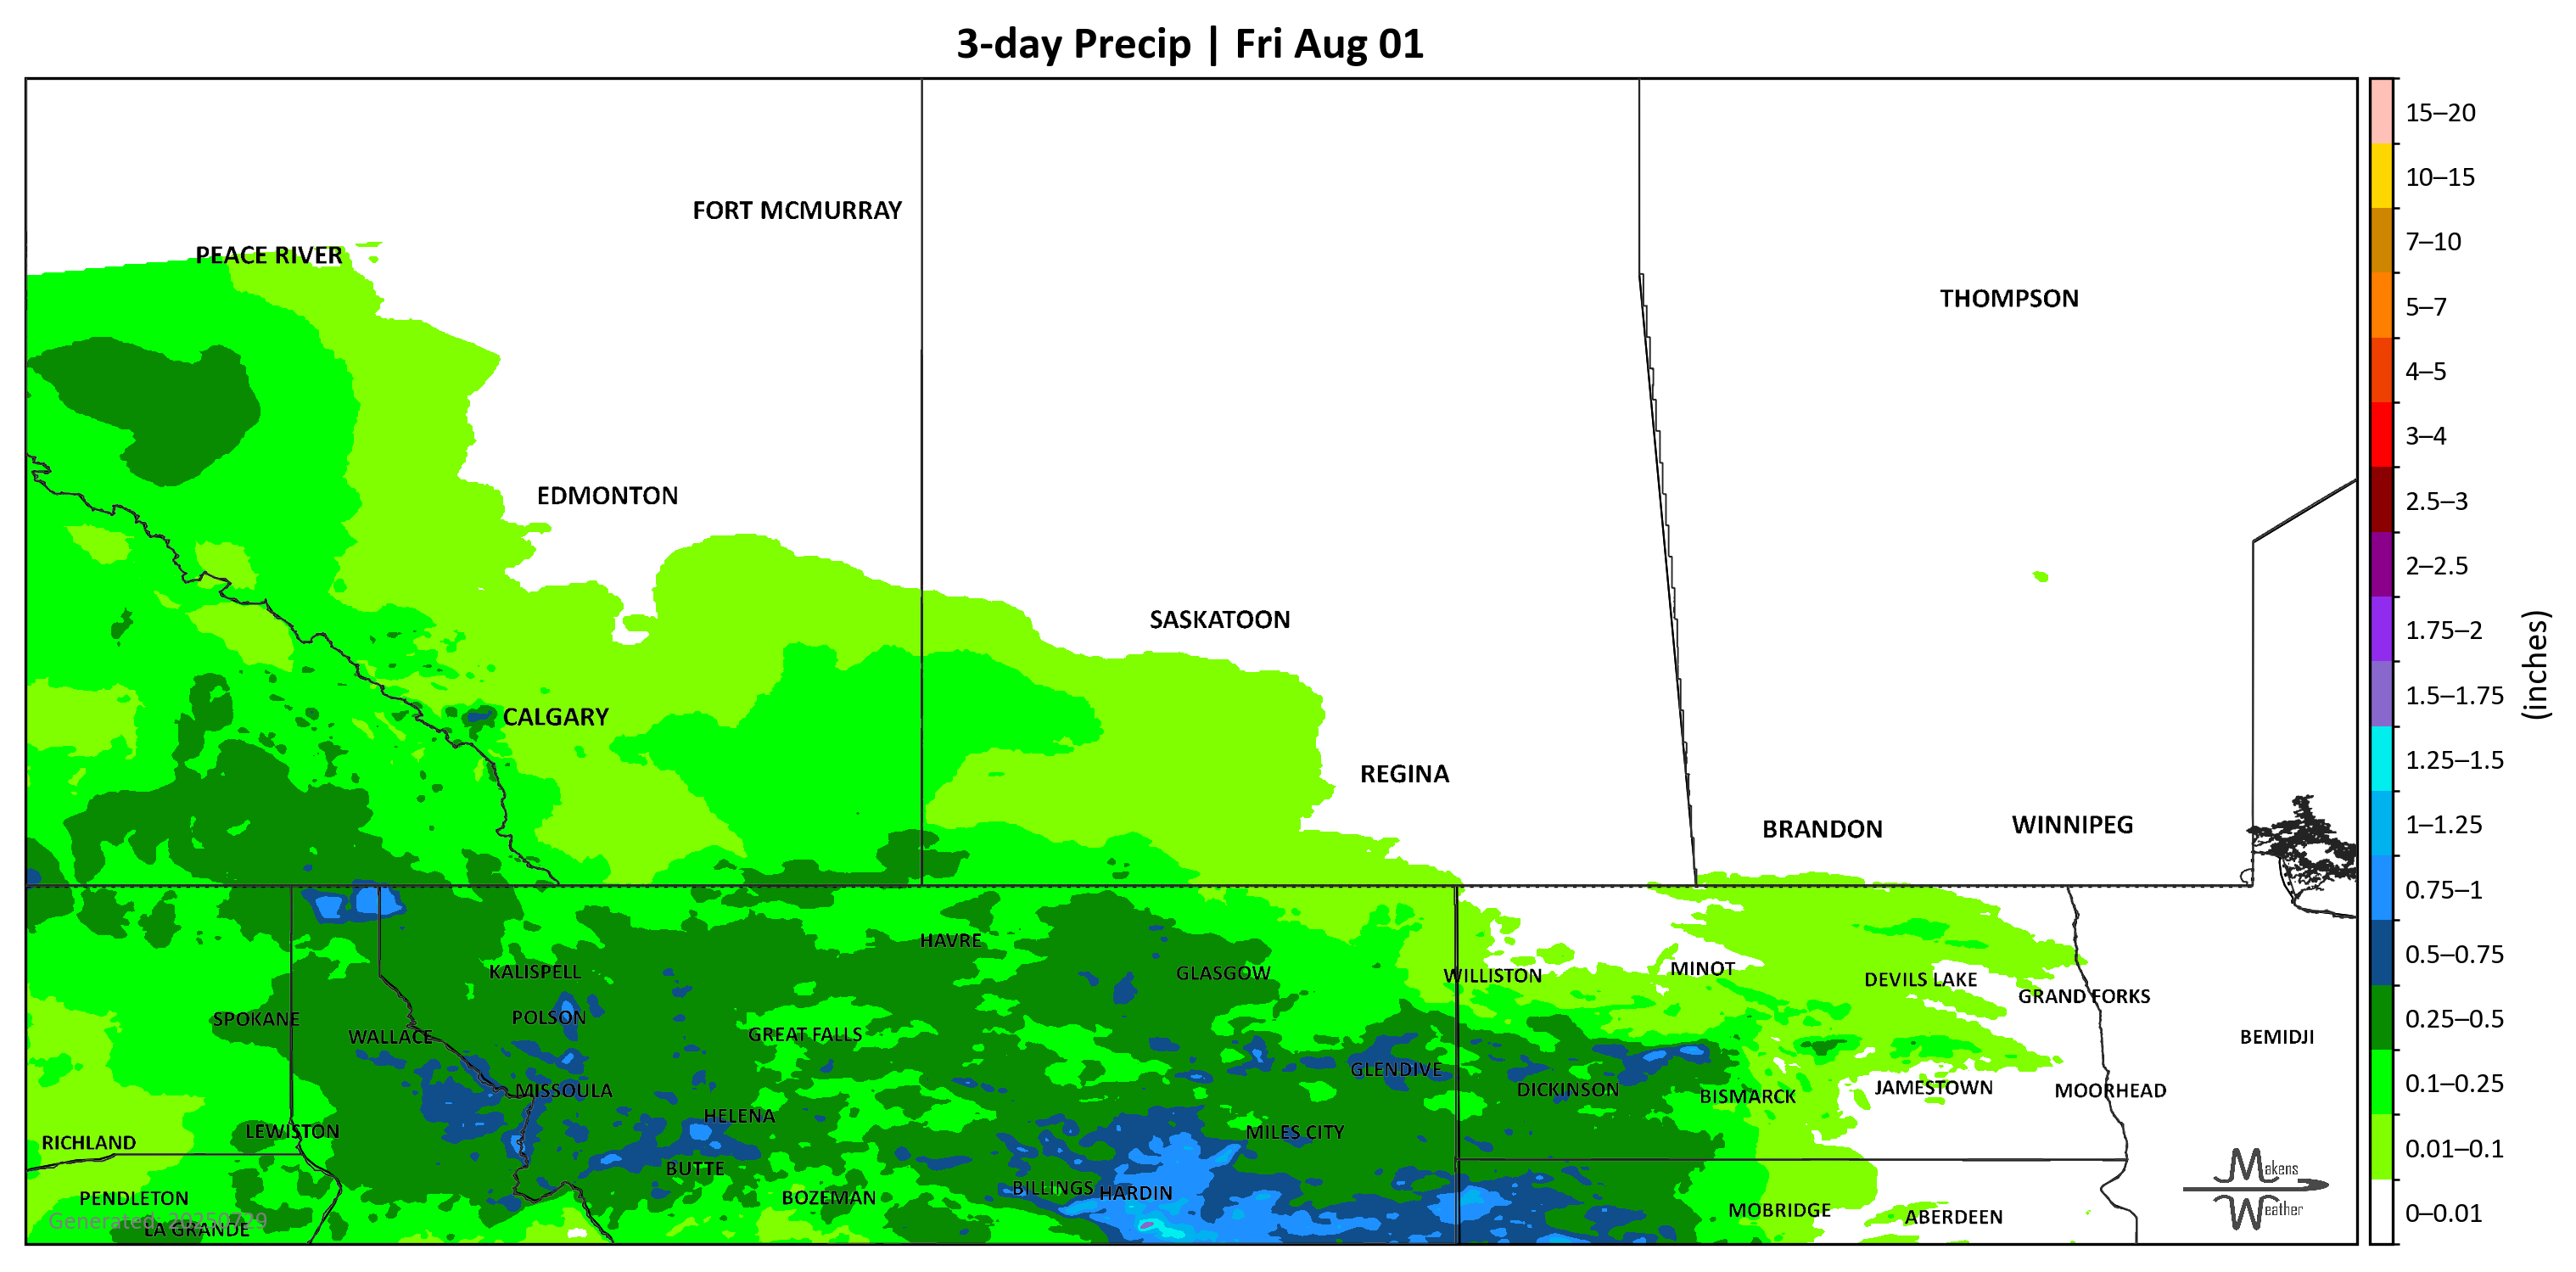 3-day Precip | Fri Aug 01
FORT MCMURRAY
PEACE RIVER
THOMPSON
EDMONTON
SASKATOON
CALGARY
REGINA
BRANDON
WINNIPEG
HAVRE
KALISPELL
GLASGOW
WILLISTON
MINOT
DEVILS LAKE
GRAND FORKS
SPOKANE
WALLACE
POLSON
GREAT FALLS
BEMIDJI
GLENDIVE
MISSOULA
DICKINSON
BISMARCK
JAMESTOWN
MOORHEAD
HELENA
LEWISTON
MILES CITY
RICHLAND
BUTTE
PENDLETON
BOZEMAN
BILLINGS
HARDIN
MOBRIDGE
ABERDEEN
Generated: 20250729
LA GRANDE
Makens
Weather
15–20
10–15
7–10
5–7
4–5
3–4
2.5–3
2–2.5
1.75–2
1.5–1.75
1.25–1.5
1–1.25
0.75–1
0.5–0.75
0.25–0.5
0.1–0.25
0.01–0.1
0–0.01
(inches)